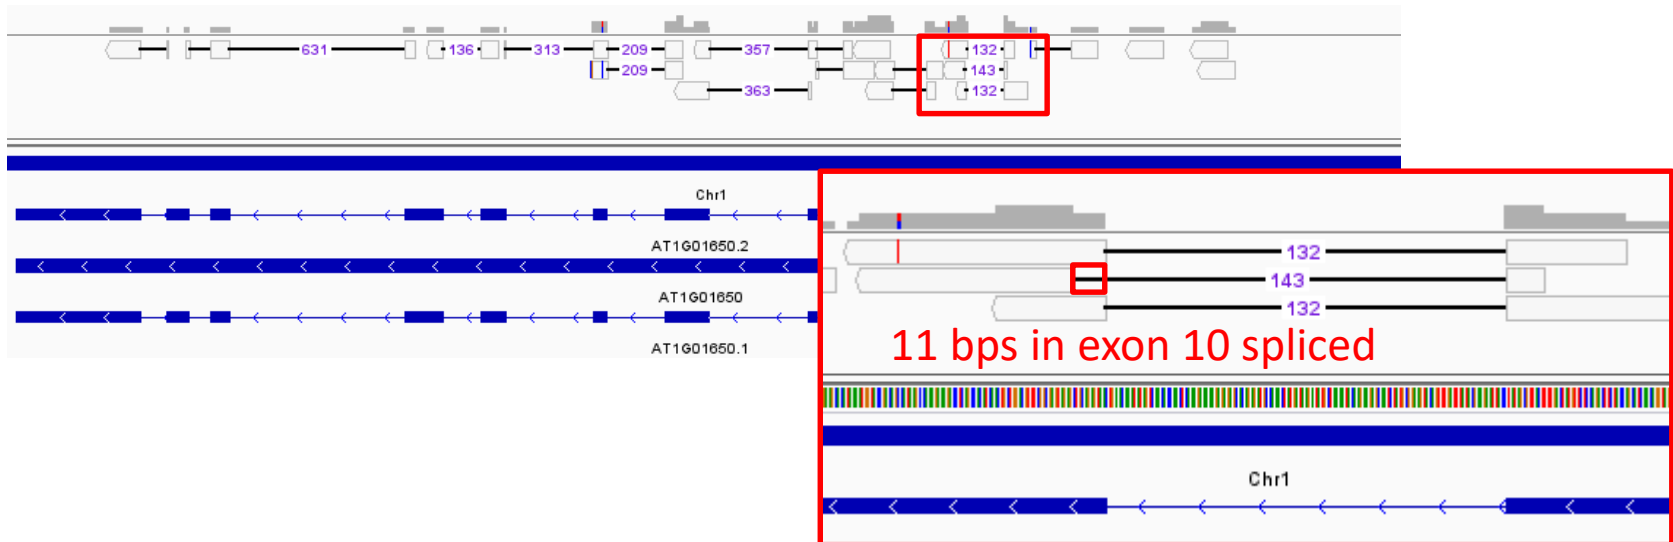 631 136 313 209 357 132
209 143
363 132
Chr1
AT1G01650.2
AT1G01650
AT1G01650.1
132
143
132
11 bps in exon 10 spliced
Chr1